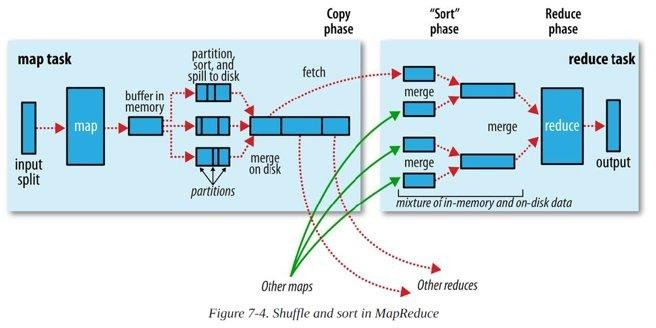 Copy
phase
"Sort"
phase
Reduce
phase
map task
partition,
sort, and
spill to disk
fetch
reduce task
buffer in
memory
merge
map
merge
reduce
input
split
merge
on disk
merge
output
partitions
mixture of in-memory and on-disk data
Other maps
Other reduces
Figure 7-4. Shuffle and sort in MapReduce